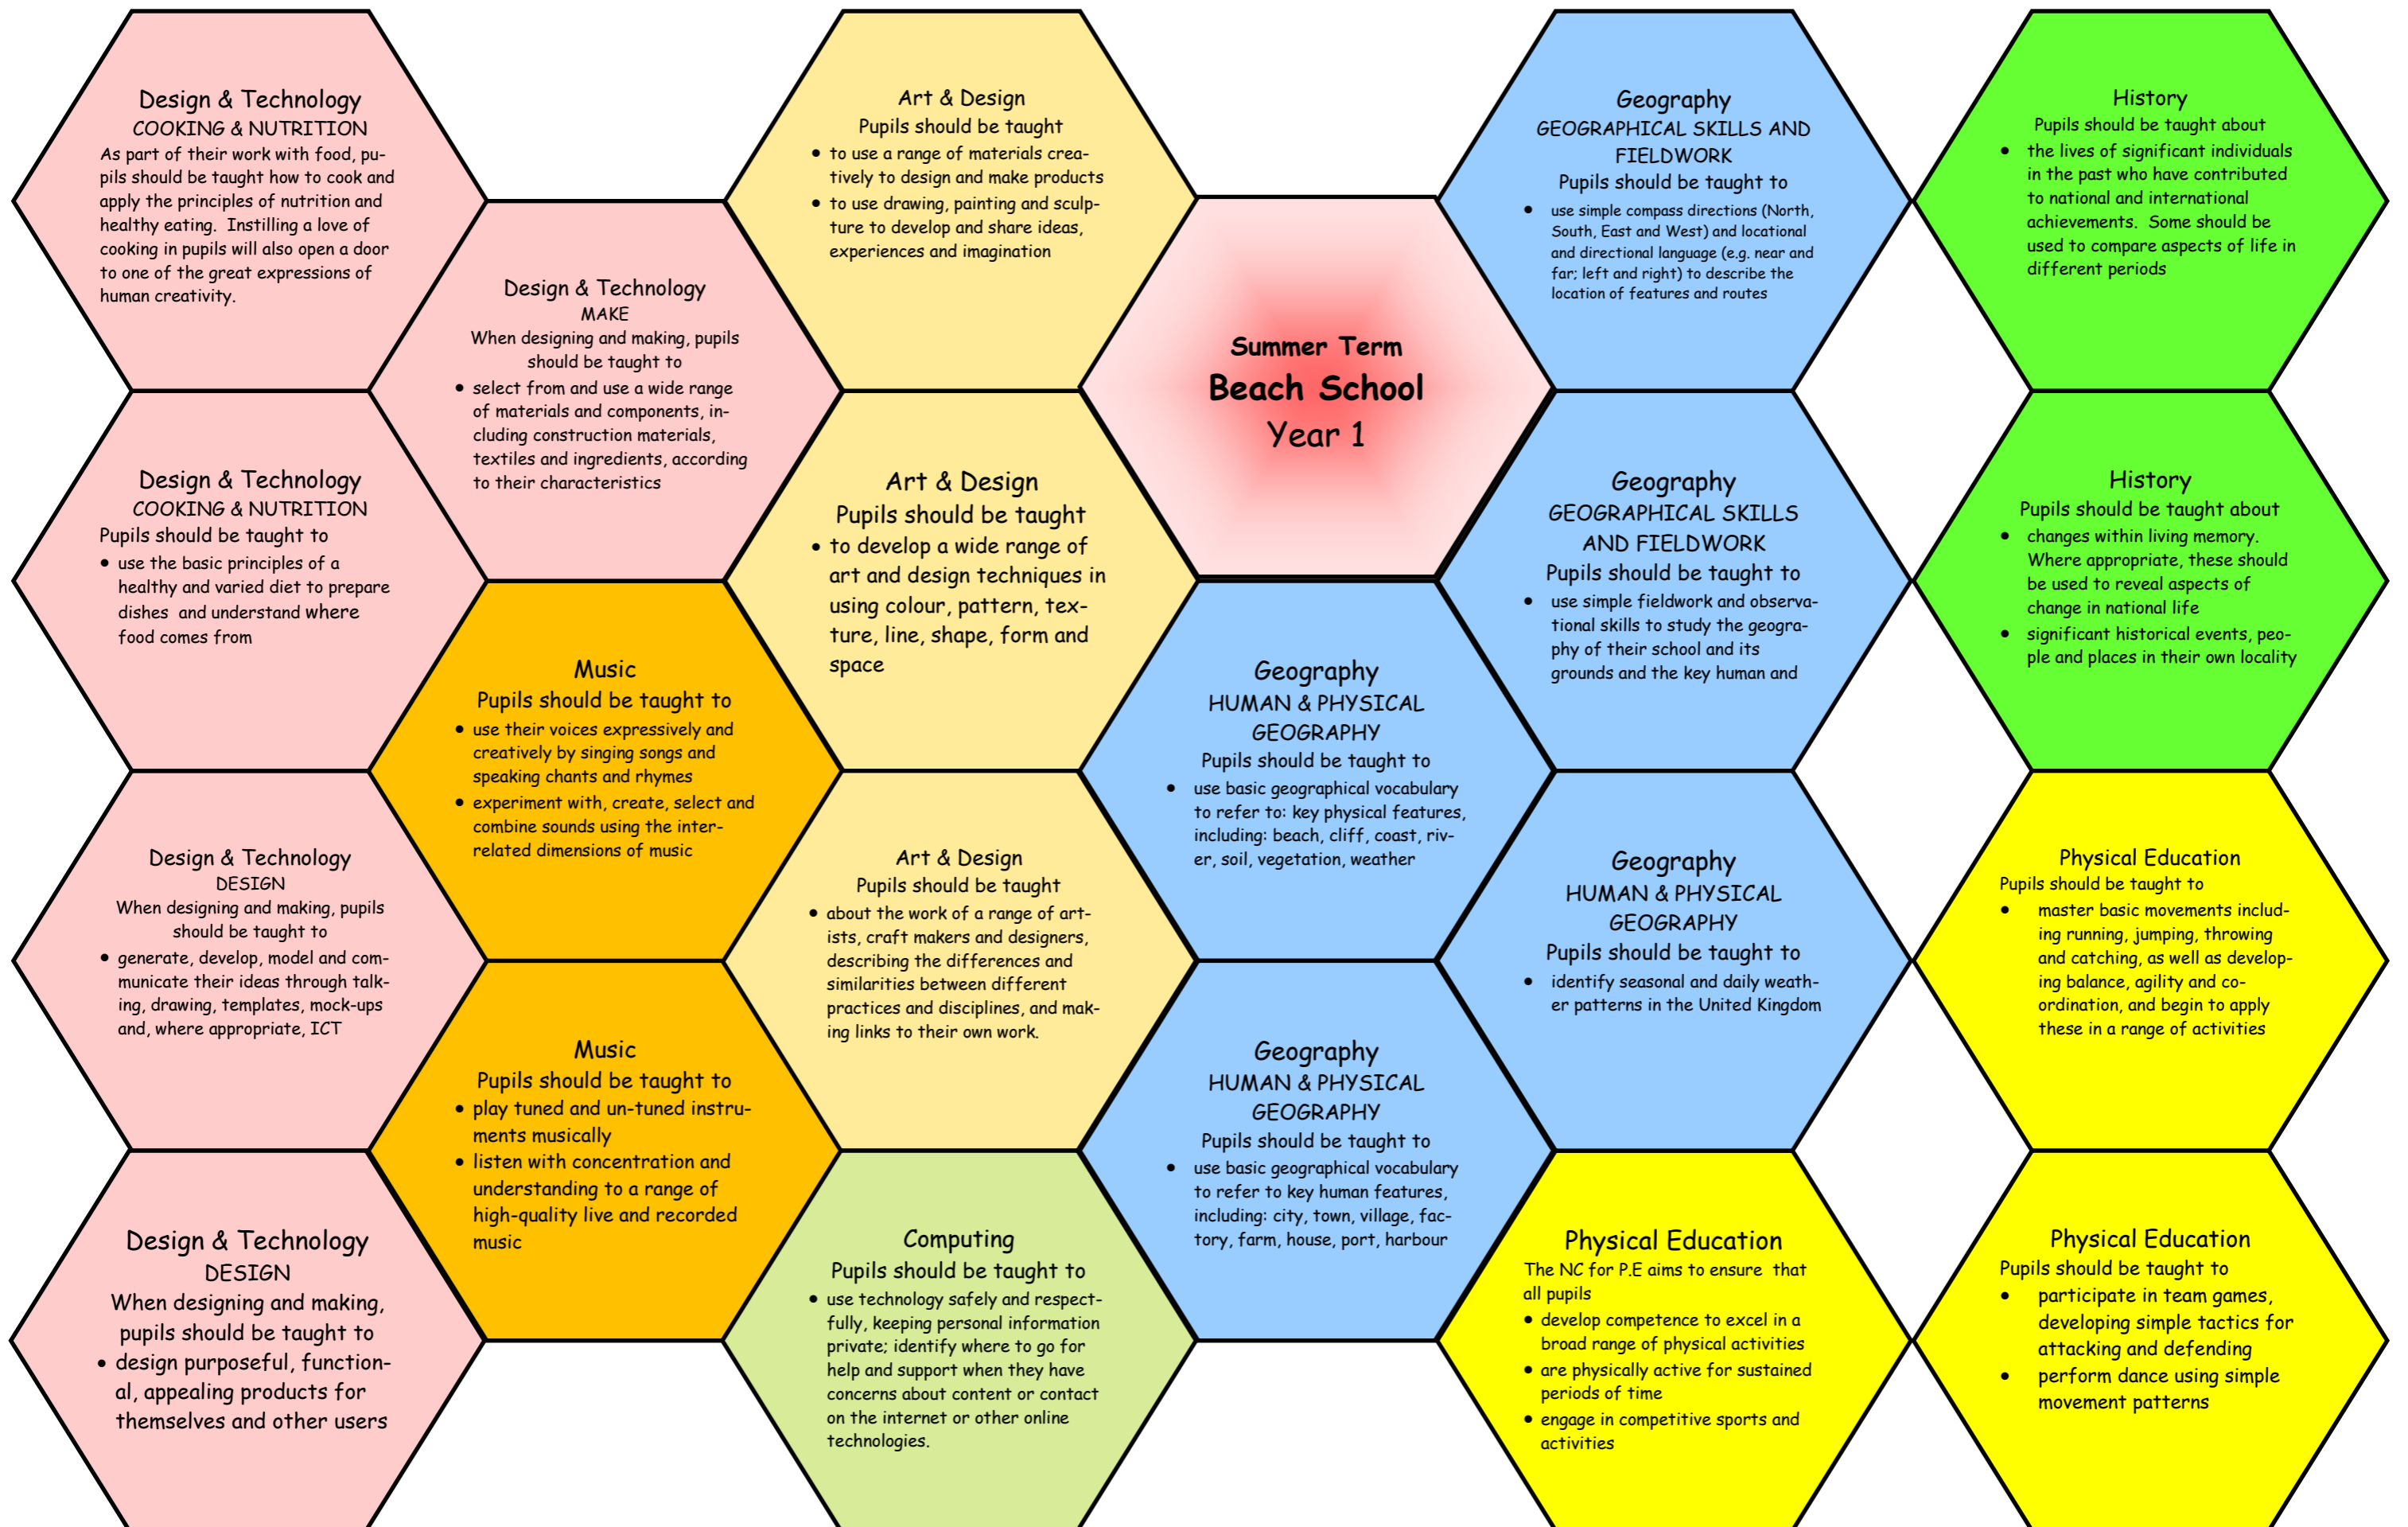 Design & Technology
COOKING & NUTRITION
As part of their work with food, pu-
pils should be taught how to cook and
apply the principles of nutrition and
healthy eating.  Instilling a love of
cooking in pupils will also open a door
to one of the great expressions of
human creativity.
Design & Technology
COOKING & NUTRITION
Pupils should be taught to
• use the basic principles of a
healthy and varied diet to prepare
dishes  and understand where
food comes from
Design & Technology
DESIGN
When designing and making, pupils
should be taught to
• generate, develop, model and com-
municate their ideas through talk-
ing, drawing, templates, mock-ups
and, where appropriate, ICT
Design & Technology
DESIGN
When designing and making,
pupils should be taught to
• design purposeful, function-
al, appealing products for
themselves and other users
Design & Technology
MAKE
When designing and making, pupils
should be taught to
• select from and use a wide range
of materials and components, in-
cluding construction materials,
textiles and ingredients, according
to their characteristics
Music
Pupils should be taught to
• use their voices expressively and
creatively by singing songs and
speaking chants and rhymes
• experiment with, create, select and
combine sounds using the inter-
related dimensions of music
Music
Pupils should be taught to
• play tuned and un-tuned instru-
ments musically
• listen with concentration and
understanding to a range of
high-quality live and recorded
music
Art & Design
Pupils should be taught
• to use a range of materials crea-
tively to design and make products
• to use drawing, painting and sculp-
ture to develop and share ideas,
experiences and imagination
Art & Design
Pupils should be taught
• to develop a wide range of
art and design techniques in
using colour, pattern, tex-
ture, line, shape, form and
space
Art & Design
Pupils should be taught
• about the work of a range of art-
ists, craft makers and designers,
describing the differences and
similarities between different
practices and disciplines, and mak-
ing links to their own work.
Computing
Pupils should be taught to
• use technology safely and respect-
fully, keeping personal information
private; identify where to go for
help and support when they have
concerns about content or contact
on the internet or other online
technologies.
Summer Term
Beach School
Year 1
Geography
HUMAN & PHYSICAL
GEOGRAPHY
Pupils should be taught to
• use basic geographical vocabulary
to refer to: key physical features,
including: beach, cliff, coast, riv-
er, soil, vegetation, weather
Geography
HUMAN & PHYSICAL
GEOGRAPHY
Pupils should be taught to
• use basic geographical vocabulary
to refer to key human features,
including: city, town, village, fac-
tory, farm, house, port, harbour
Geography
GEOGRAPHICAL SKILLS AND
FIELDWORK
Pupils should be taught to
• use simple compass directions (North,
South, East and West) and locational
and directional language (e.g. near and
far; left and right) to describe the
location of features and routes
Geography
GEOGRAPHICAL SKILLS
AND FIELDWORK
Pupils should be taught to
• use simple fieldwork and observa-
tional skills to study the geogra-
phy of their school and its
grounds and the key human and
Geography
HUMAN & PHYSICAL
GEOGRAPHY
Pupils should be taught to
• identify seasonal and daily weath-
er patterns in the United Kingdom
Physical Education
The NC for P.E aims to ensure  that
all pupils
• develop competence to excel in a
broad range of physical activities
• are physically active for sustained
periods of time
• engage in competitive sports and
activities
History
Pupils should be taught about
• the lives of significant individuals
in the past who have contributed
to national and international
achievements.  Some should be
used to compare aspects of life in
different periods
History
Pupils should be taught about
• changes within living memory.
Where appropriate, these should
be used to reveal aspects of
change in national life
• significant historical events, peo-
ple and places in their own locality
Physical Education
Pupils should be taught to
• master basic movements includ-
ing running, jumping, throwing
and catching, as well as develop-
ing balance, agility and co-
ordination, and begin to apply
these in a range of activities
Physical Education
Pupils should be taught to
• participate in team games,
developing simple tactics for
attacking and defending
• perform dance using simple
movement patterns